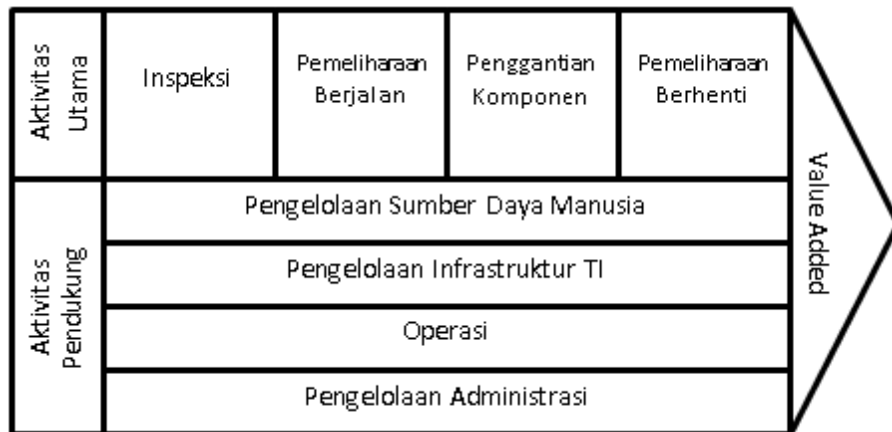 Aktivitas
Utama
Inspeksi
Pemeliharaan
Berjalan
Penggantian
Komponen
Pemeliharaan
Berhenti
Aktivitas
Pendukung
Pengelolaan Sumber Daya Manusia
Pengelolaan Infrastruktur TI
Operasi
Pengelolaan Administrasi
Value Added